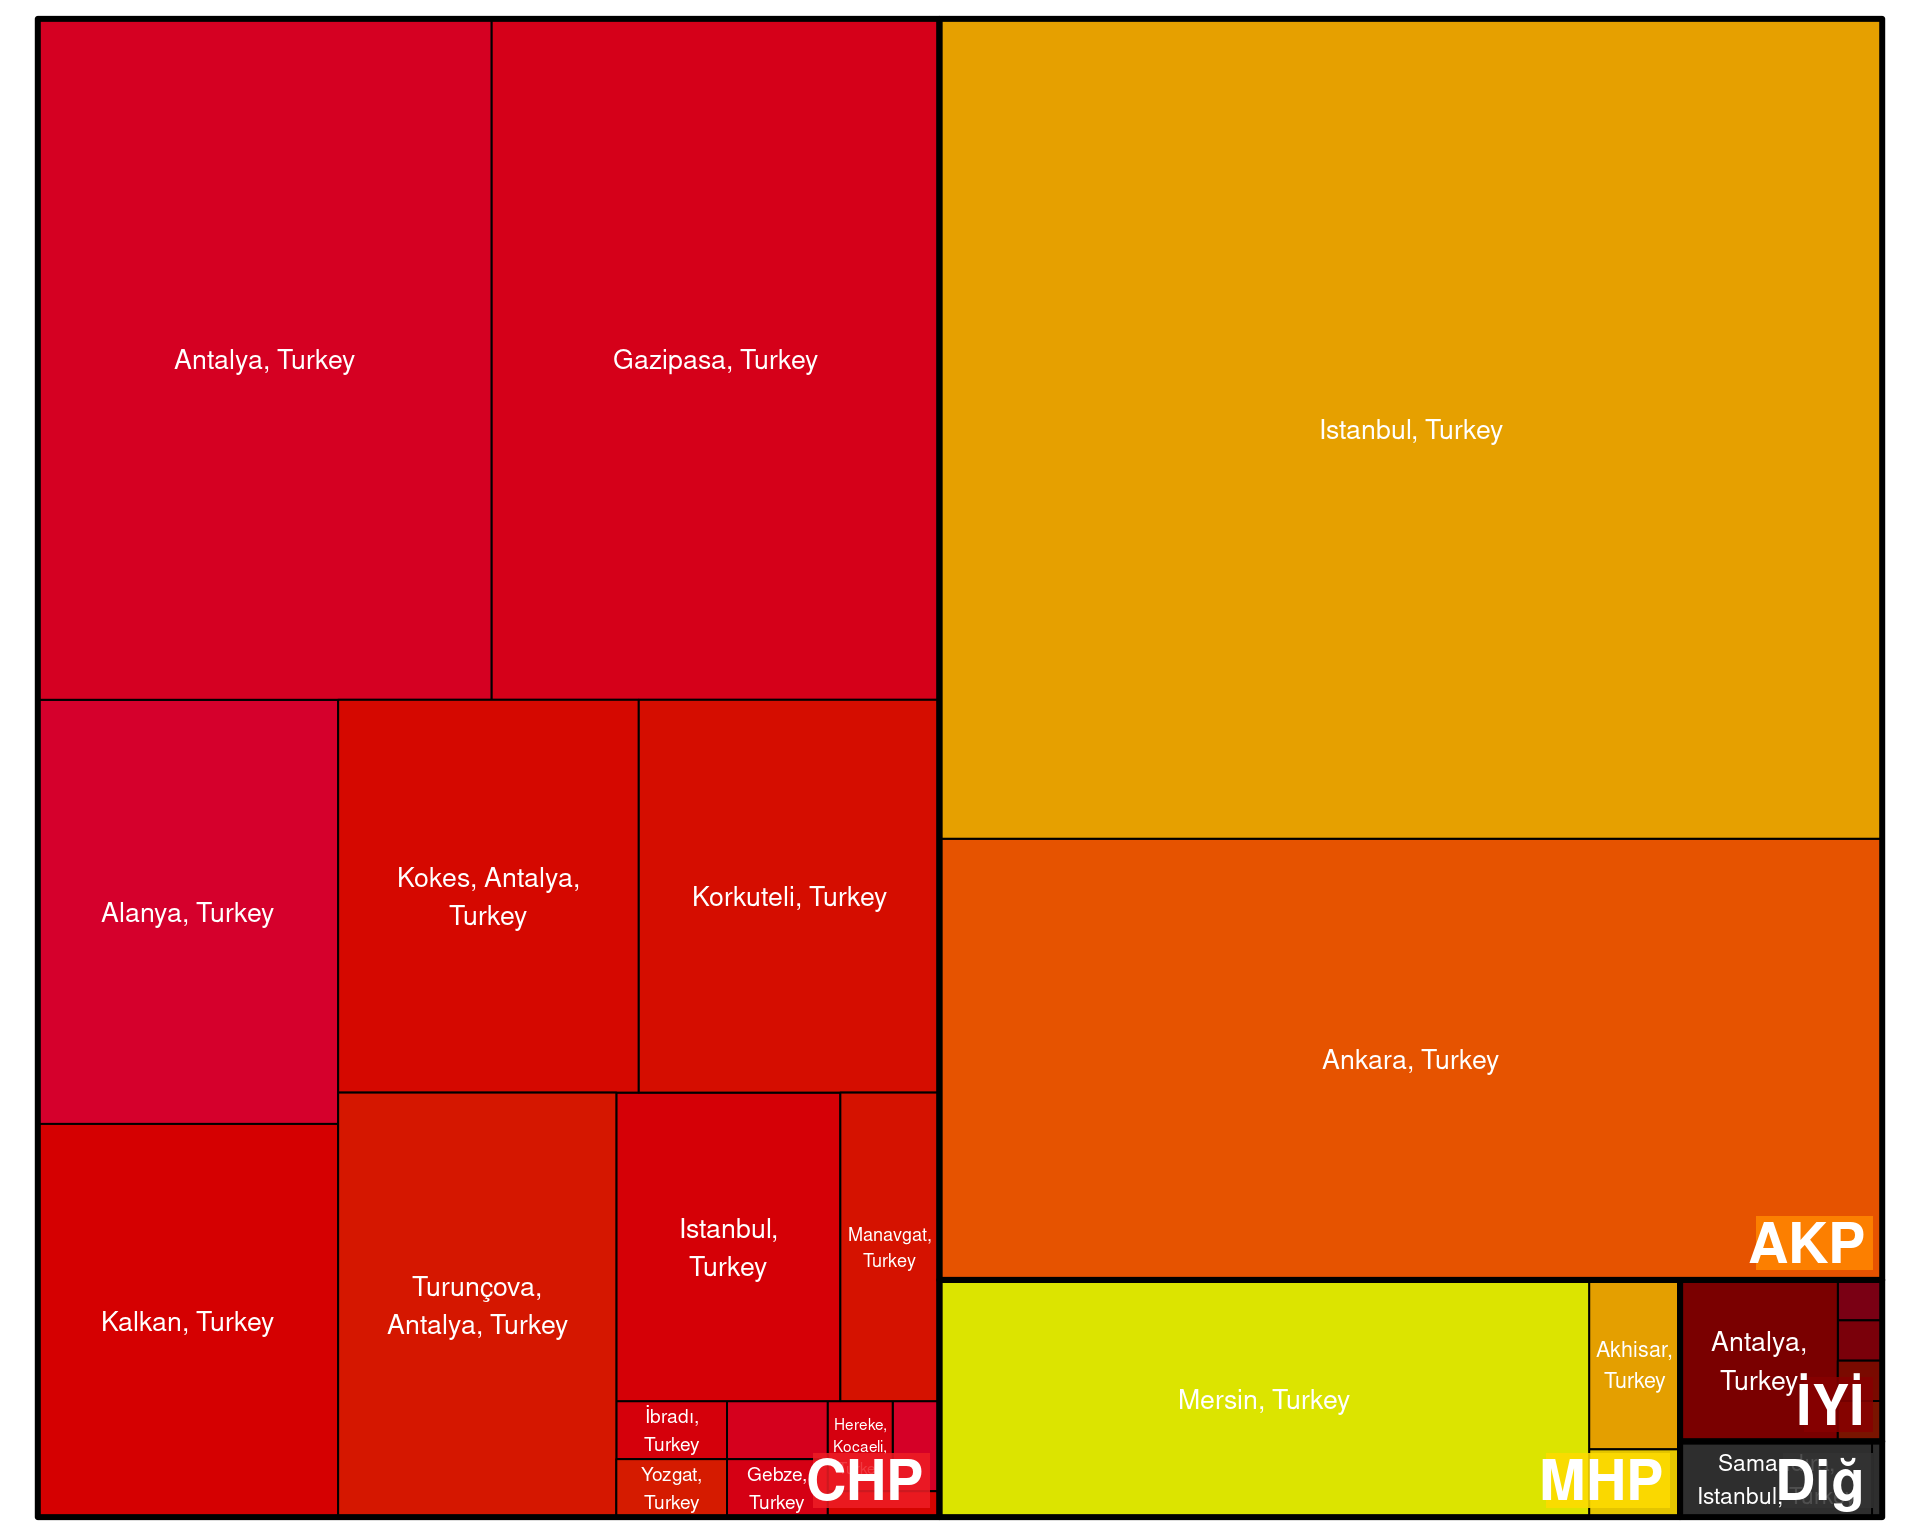 Antalya, Turkey
Gazipasa, Turkey
Istanbul, Turkey
Alanya, Turkey
Kokes, Antalya,
Turkey
Korkuteli, Turkey
Ankara, Turkey
Kalkan, Turkey
Turunçova,
Antalya, Turkey
Istanbul,
Turkey
Manavgat,
Turkey
AKP
İbradı,
Turkey
Yozgat,
Turkey
Gebze,
Turkey
Hereke,
Kocaeli,
CHP
Mersin, Turkey
Akhisar,
Turkey
MHP
Antalya,
Turkey
İYİ
Istanbul,
Diğ